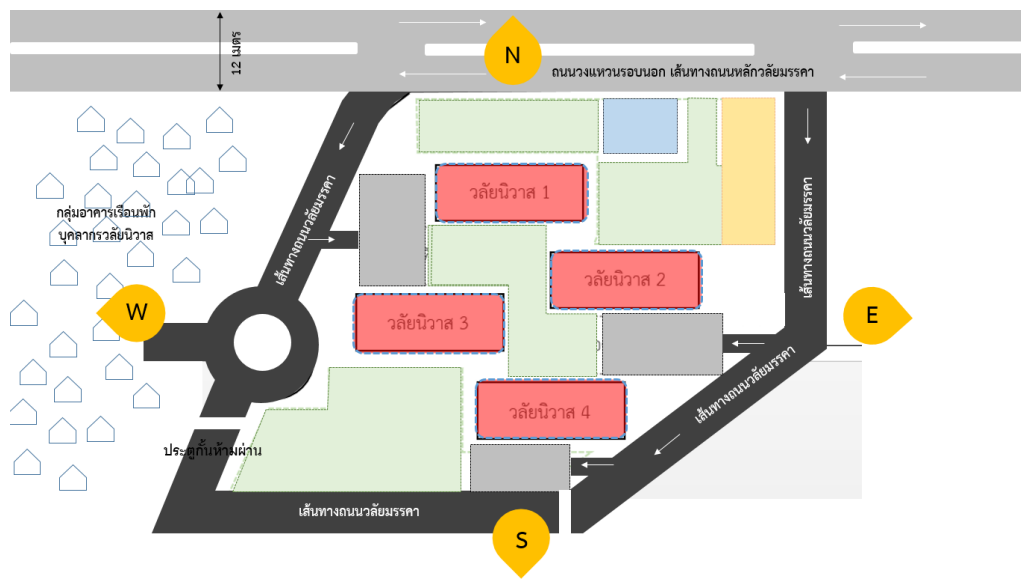 N
12 เมตร
ถนนวงแหวนรอบนอก เส้นทางถนนหลักวลัยมรรคา
วลัยนิวาส 1
เส้นทางถนนวลัยมรรคา
เส้นทางถนนวลัยมรรคา
กลุ่มอาคารเรือนพัก
บุคลากรวลัยนิวาส
วลัยนิวาส 2
W
E
วลัยนิวาส 3
เส้นทางถนนวลัยมรรคา
วลัยนิวาส 4
ประตูกั้นห้ามผ่าน
เส้นทางถนนวลัยมรรคา
S